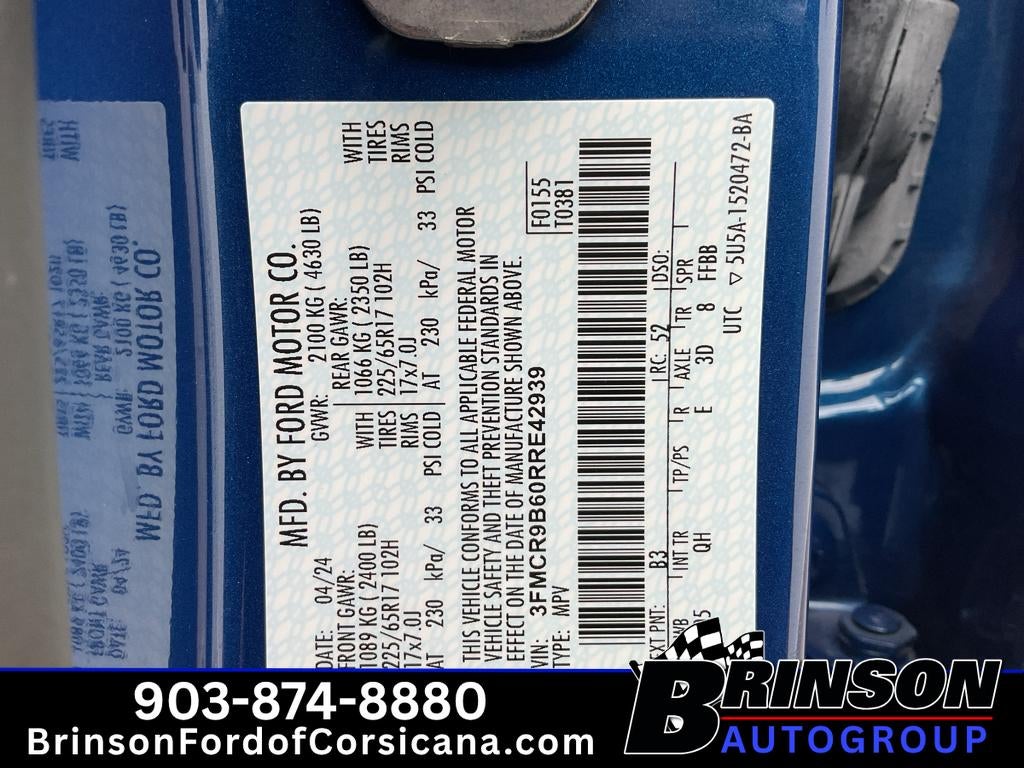 MFD. BY FORD MOTOR CO.
DATE: 04/24 GVWR: 2100 KG ( 4630 LB)
FRONT GAWR: REAR GAWR:
1089 KG (2400 LB) WITH 1066 KG ( 2350 LB) WITH
225/65R17 102H TIRES 225/65R17 102H TIRES
17x7.0J RIMS 17x7.0J RIMS
AT 230 kPa/ 33 PSI COLD AT 230 kPa/ 33 PSI COLD
THIS VEHICLE CONFORMS TO ALL APPLICABLE FEDERAL MOTOR
VEHICLE SAFETY AND THEFT PREVENTION STANDARDS IN
EFFECT ON THE DATE OF MANUFACTURE SHOWN ABOVE.
VIN: 3FMCR9B60RRE42939
TYPE: MPV
F0155
T0381
EXT PNT: B3 RC: 52 DSO:
WB INT TR TP/PS R AXLE TR SPR
QH E 3D 8 FFBB
UTC ▽ 5U5A-1520472-BA
903-874-8880
BrinsonFordofCorsicana.com
BRINSON
AUTOGROUP